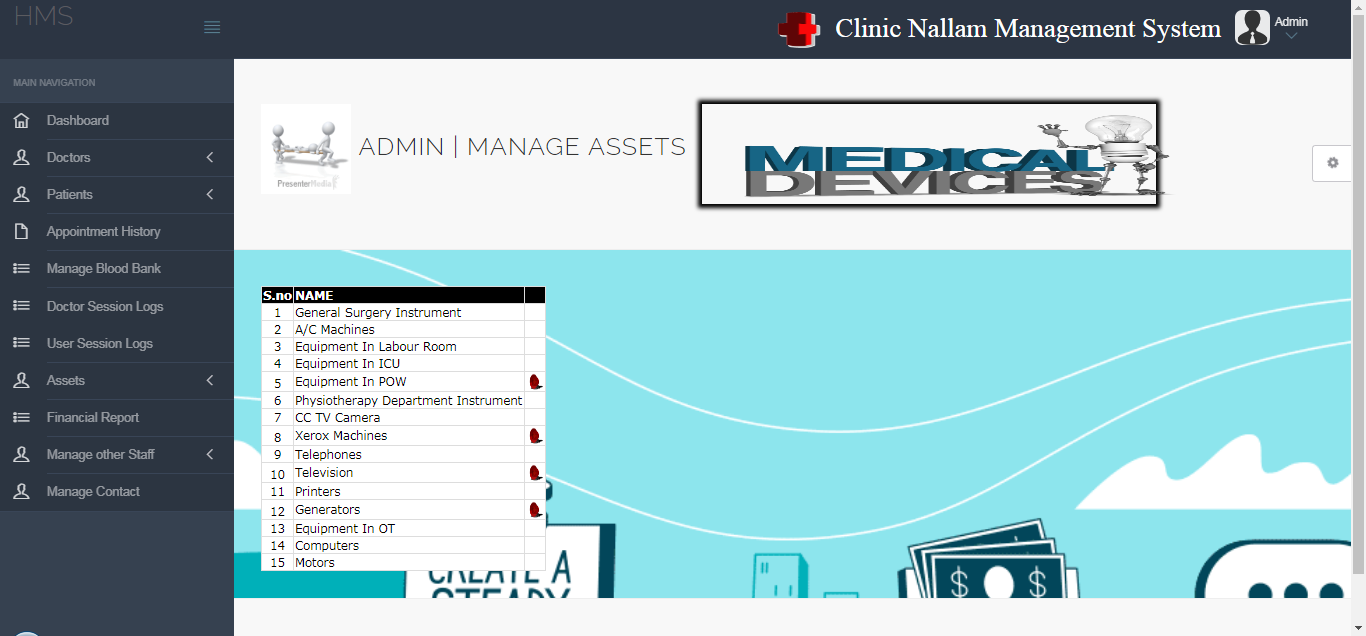 HMS
Clinic Nallam Management System
Admin
MAIN NAVIGATION
Dashboard
Doctors
Patients
Appointment History
Manage Blood Bank
Doctor Session Logs
User Session Logs
Assets
Financial Report
Manage other Staff
Manage Contact
PresenterMedia
ADMIN | MANAGE ASSETS
MEDICAL
DEVICES
S.no NAME
1 General Surgery Instrument
2 A/C Machines
3 Equipment In Labour Room
4 Equipment In ICU
5 Equipment In POW
6 Physiotherapy Department Instrument
7 CC TV Camera
8 Xerox Machines
9 Telephones
10 Television
11 Printers
12 Generators
13 Equipment In OT
14 Computers
15 Motors
CREATE A
STEADY
$ $